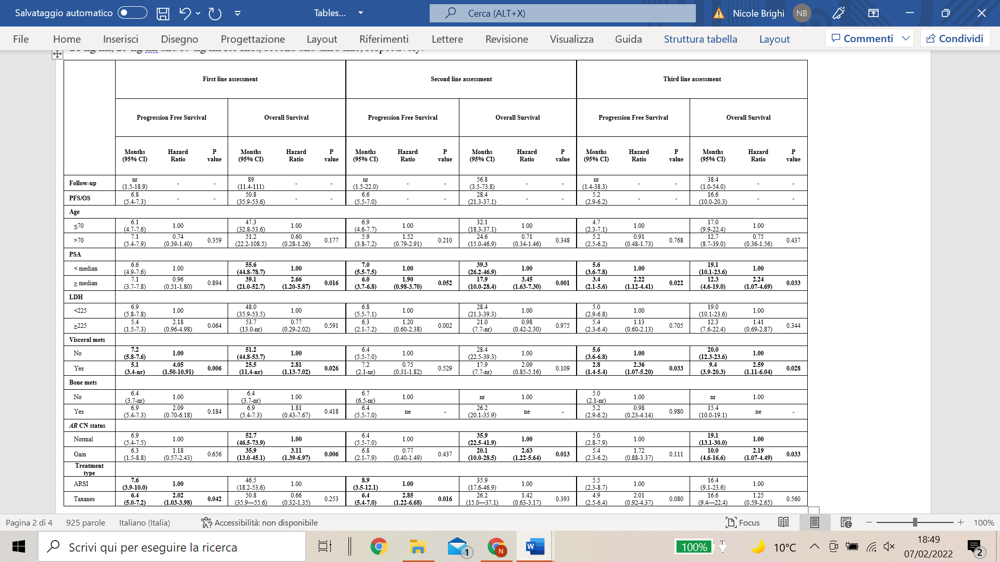 Salvataggio automatico
Tables...
Cerca (ALT+X)
Nicole Brighi
NB
File Home Inserisci Disegno Progettazione Layout Riferimenti Lettere Revisione Visualizza Guida Struttura tabella Layout
Commenti
Condividi
First line assessment Second line assessment Third line assessment
Progression Free Survival Overall Survival Progression Free Survival Overall Survival Progression Free Survival Overall Survival
Months Hazard P Months Hazard P Months Hazard P Months Hazard P Months Hazard P Months Hazard P
(95% CI) Ratio value (95% CI) Ratio value (95% CI) Ratio value (95% CI) Ratio value (95% CI) Ratio value (95% CI) Ratio value
nr 89 nr 56.8 nr 38.4
Follow-up - - - - - - - - - - - -
(1.5-18.9) (11.4-111) (1.5-22.0) (3.5-73.8) (1.4-38.3) (1.0-54.0)
6.8 50.8 6.6 28.4 5.2 16.6
PFS/OS - - - - - - - - - - - -
(5.4-7.3) (35.9-53.6) (5.5-7.0) (21.3-37.1) (2.9-6.2) (10.0-20.3)
Age
6.1 47.3 6.9 32.1 4.7 17.0
≤70 1.00 1.00 1.00 1.00 1.00 1.00
(4.7-7.6) (32.8-53.6) (4.6-7.7) (18.3-37.1) (2.3-7.1) (9.9-22.4)
7.1 0.74 51.2 0.60 5.9 1.52 24.6 0.71 5.2 0.91 12.7 0.75
>70 0.359 0.177 0.210 0.348 0.768 0.437
(5.4-7.9) (0.39-1.40) (22.2-108.5) (0.28-1.26) (3.8-7.2) (0.79-2.91) (15.0-46.9) (0.34-1.46) (2.5-6.2) (0.48-1.73) (8.7-39.0) (0.36-1.56)
PSA
6.6 55.6 7.0 39.3 5.6 19.1
< median 1.00 1.00 1.00 1.00 1.00 1.00
(4.9-7.6) (44.8-78.7) (5.5-7.5) (26.2-46.9) (3.6-7.8) (10.1-23.6)
7.1 0.96 39.1 2.66 6.0 1.90 17.9 3.45 3.4 2.22 12.3 2.24
≥ median 0.894 0.016 0.052 0.001 0.022 0.033
(3.7-7.8) (0.51-1.80) (21.0-52.7) (1.20-5.87) (3.7-6.8) (0.98-3.70) (10.0-28.4) (1.63-7.30) (2.1-5.6) (1.12-4.41) (4.6-19.0) (1.07-4.69)
LDH
6.9 48.0 6.8 28.4 5.0 19.0
<225 1.00 1.00 1.00 1.00 1.00 1.00
(5.8-7.8) (35.9-53.5) (5.5-7.1) (21.3-39.3) (2.9-6.8) (10.1-23.6)
5.4 2.18 53.7 0.77 6.3 1.20 21.0 0.98 5.4 1.13 12.3 1.41
≥225 0.064 0.591 0.002 0.975 0.705 0.344
(1.5-7.3) (0.96-4.98) (13.0-nr) (0.29-2.02) (2.1-7.2) (0.60-2.38) (7.7-nr) (0.42-2.30) (2.3-6.4) (0.60-2.13) (7.6-22.4) (0.69-2.87)
Visceral mets
7.2 51.2 6.4 28.4 5.6 20.0
No 1.00 1.00 1.00 1.00 1.00 1.00
(5.8-7.6) (44.8-53.7) (5.5-7.0) (22.5-39.3) (3.6-6.8) (12.3-23.6)
5.1 4.05 25.5 2.81 7.2 0.75 17.9 2.09 2.8 2.36 9.4 2.59
Yes 0.006 0.026 0.529 0.109 0.033 0.028
(3.4-nr) (1.50-10.91) (11.4-nr) (1.13-7.02) (2.1-nr) (0.31-1.82) (7.7-nr) (0.85-5.16) (1.4-5.4) (1.07-5.20) (3.9-20.3) (1.11-6.04)
Bone mets
6.4 6.4 6.7 5.0
No 1.00 1.00 1.00 nr 1.00 1.00 nr 1.00
(3.7-nr) (3.7-nr) (6.5-nr) (2.1-nr)
6.9 2.09 6.9 1.81 6.4 26.2 5.2 0.98 15.4
Yes 0.184 0.418 ne - ne - 0.980 ne -
(5.4-7.3) (0.70-6.18) (5.4-7.3) (0.43-7.67) (5.5-7.0) (20.1-35.9) (2.9-6.2) (0.23-4.14) (10.0-19.1)
AR CN status
6.9 52.7 6.4 35.9 5.0 19.1
Normal 1.00 1.00 1.00 1.00 1.00 1.00
(5.4-7.5) (46.5-73.9) (5.5-7.0) (22.5-41.9) (2.8-7.9) (13.1-30.0)
6.3 1.18 35.9 3.11 6.8 0.77 20.1 2.63 5.4 1.72 10.0 2.19
Gain 0.656 0.006 0.437 0.013 0.111 0.033
(1.5-8.8) (0.57-2.43) (13.0-45.1) (1.39-6.97) (2.1-7.9) (0.40-1.49) (10.0-28.5) (1.22-5.64) (2.3-6.2) (0.88-3.37) (4.6-16.6) (1.07-4.49)
Treatment
type
7.6 46.5 8.9 35.9 5.5 16.4
ARSI 1.00 1.00 1.00 1.00 1.00 1.00
(3.9-10.0) (18.2-53.6) (3.5-12.1) (17.6-46.9) (2.3-8.7) (9.1-23.6)
6.4 2.02 50.8 0.66 6.4 2.85 26.2 1.42 4.9 2.01 16.6 1.25
Taxanes 0.042 0.253 0.016 0.393 0.080 0.560
(5.0-7.2) (1.03-3.98) (35.9—55.6) (0.32-1.35) (5.4-7.0) (1.22-6.68) (15.0—37.1) (0.63-3.17) (2.5-6.4) (0.92-4.37) (9.4—22.4) (0.59-2.65)
Pagina 2 di 4 925 parole Italiano (Italia) Accessibilità: non disponibile Focus 100%
Scrivi qui per eseguire la ricerca
1
N
W
100%
10°C
18:49
07/02/2022
2